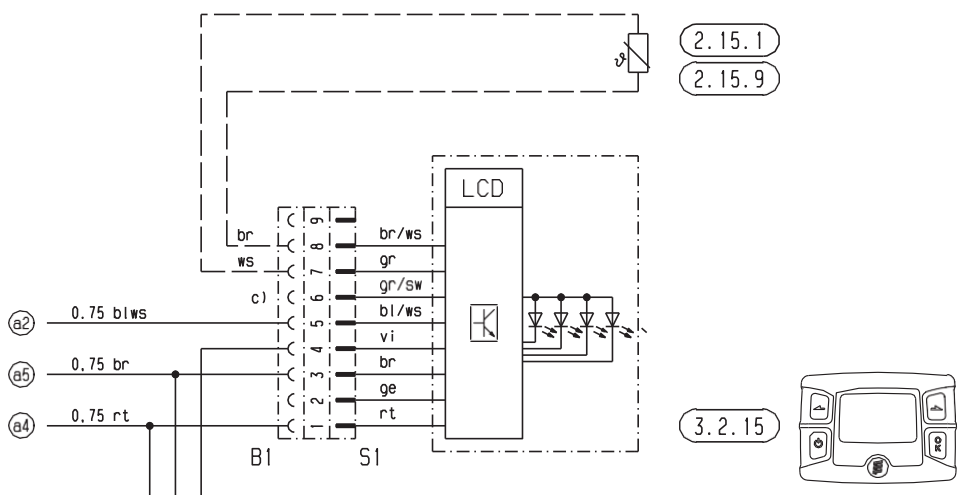 2.15.1
2.15.9
LCD
9
br 8 br/ws
ws 7 gr
c) 6 gr/sw
a2 0.75 blws 5 bl/ws
4 vi
a5 0,75 br 3 br
2 ge
a4 0,75 rt 1 rt
3.2.15
OK
B1 S1